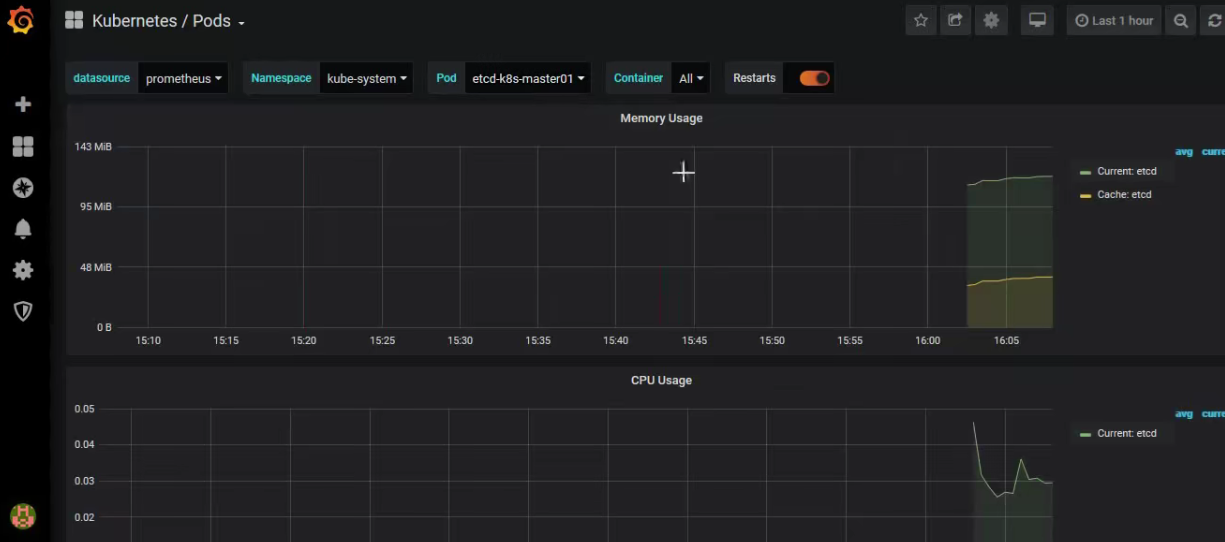 Kubernetes / Pods
Last 1 hour
datasource prometheus Namespace kube-system Pod etcd-k8s-master01 Container All Restarts
Memory Usage
143 MiB
95 MiB
48 MiB
0 B
15:10 15:15 15:20 15:25 15:30 15:35 15:40 15:45 15:50 15:55 16:00 16:05
avg curre
Current: etcd
Cache: etcd
CPU Usage
0.05
0.04
0.03
0.02
avg curre
Current: etcd